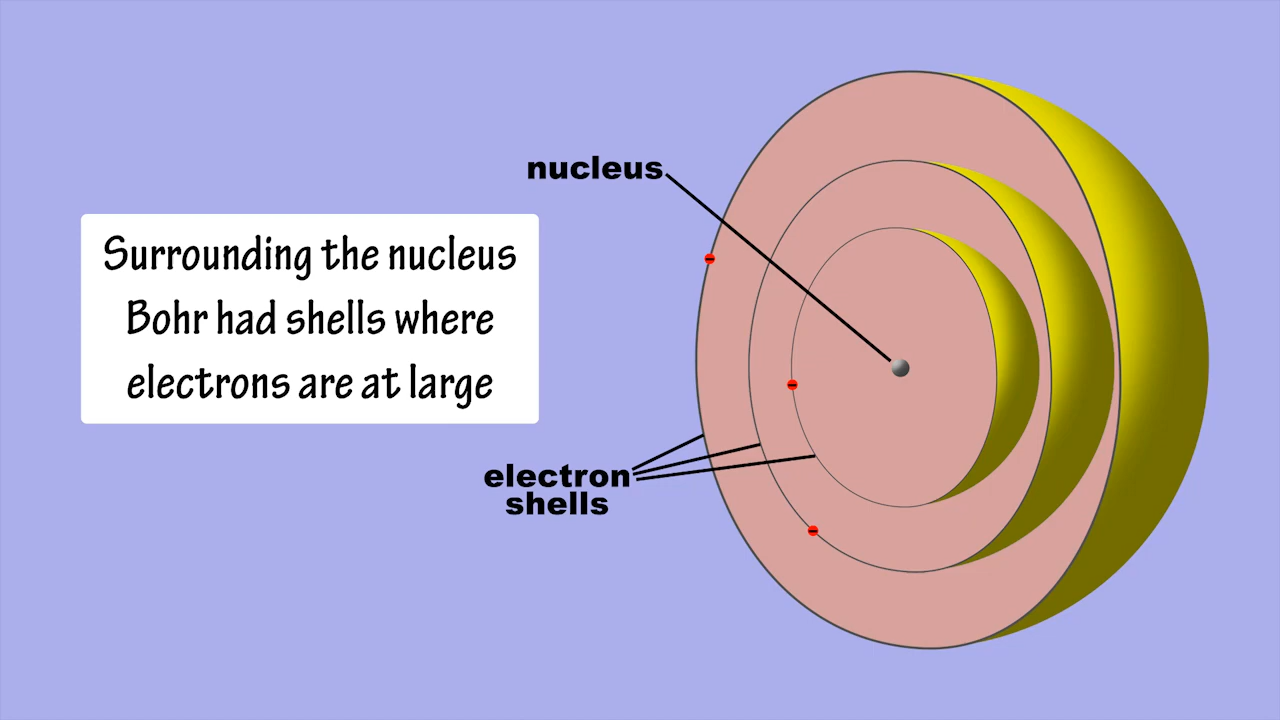 nucleus
Surrounding the nucleus
Bohr had shells where
electrons are at large
electron
shells